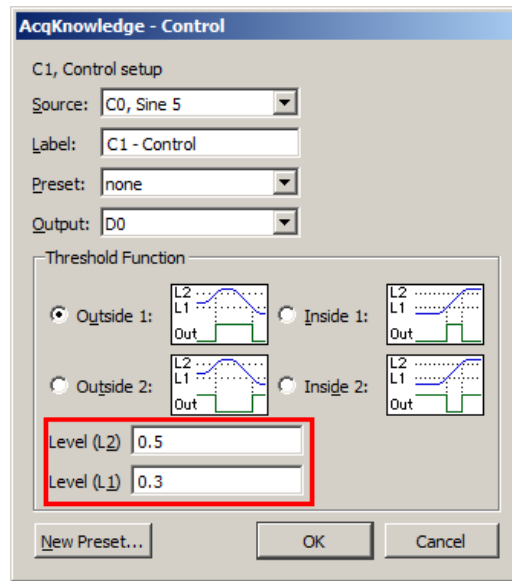 AcqKnowledge - Control
C1, Control setup
Source: C0, Sine 5
Label: C1 - Control
Preset: none
Output: D0
Threshold Function
Outside 1: L2 L1 Out Inside 1: L2 L1 Out
Outside 2: L2 L1 Out Inside 2: L2 L1 Out
Level (L2) 0.5
Level (L1) 0.3
New Preset... OK Cancel